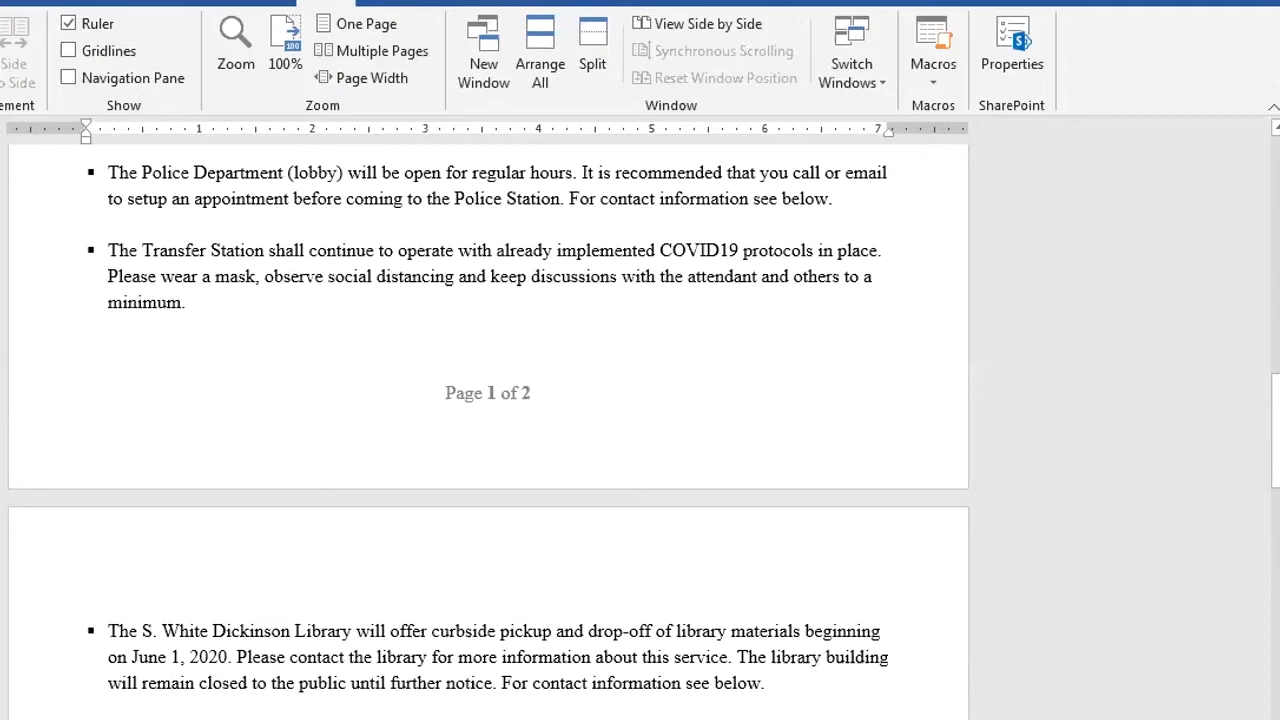 Ruler
Gridlines
Navigation Pane
Side
o Side
ement
Show
Zoom
100
100%
One Page
Multiple Pages
Page Width
Zoom
New Window
Arrange All
Split
View Side by Side
Synchronous Scrolling
Reset Window Position
Switch Windows
Window
Macros
Macros
Properties
SharePoint
1 2 3 4 5 6 7
▪ The Police Department (lobby) will be open for regular hours. It is recommended that you call or email
to setup an appointment before coming to the Police Station. For contact information see below.
▪ The Transfer Station shall continue to operate with already implemented COVID19 protocols in place.
Please wear a mask, observe social distancing and keep discussions with the attendant and others to a
minimum.
Page 1 of 2
▪ The S. White Dickinson Library will offer curbside pickup and drop-off of library materials beginning
on June 1, 2020. Please contact the library for more information about this service. The library building
will remain closed to the public until further notice. For contact information see below.